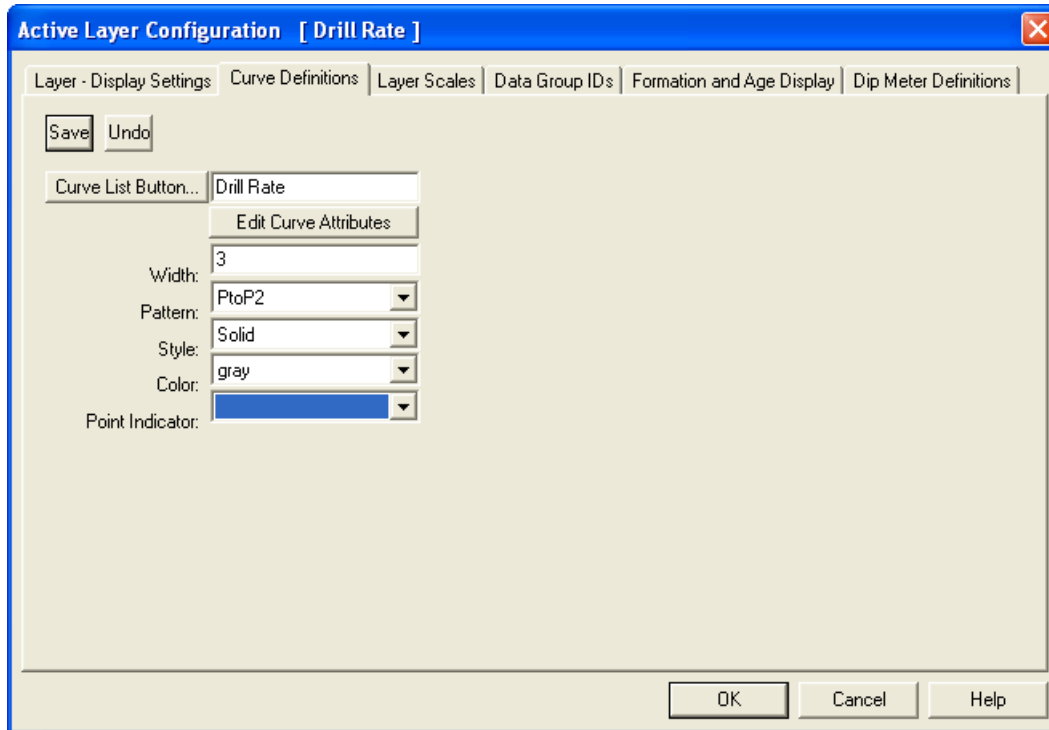 Active Layer Configuration [ Drill Rate ]
Layer - Display Settings Curve Definitions Layer Scales Data Group IDs Formation and Age Display Dip Meter Definitions
Save Undo
Curve List Button... Drill Rate
Edit Curve Attributes
Width: 3
Pattern: PtoP2
Style: Solid
Color: gray
Point Indicator:
OK Cancel Help